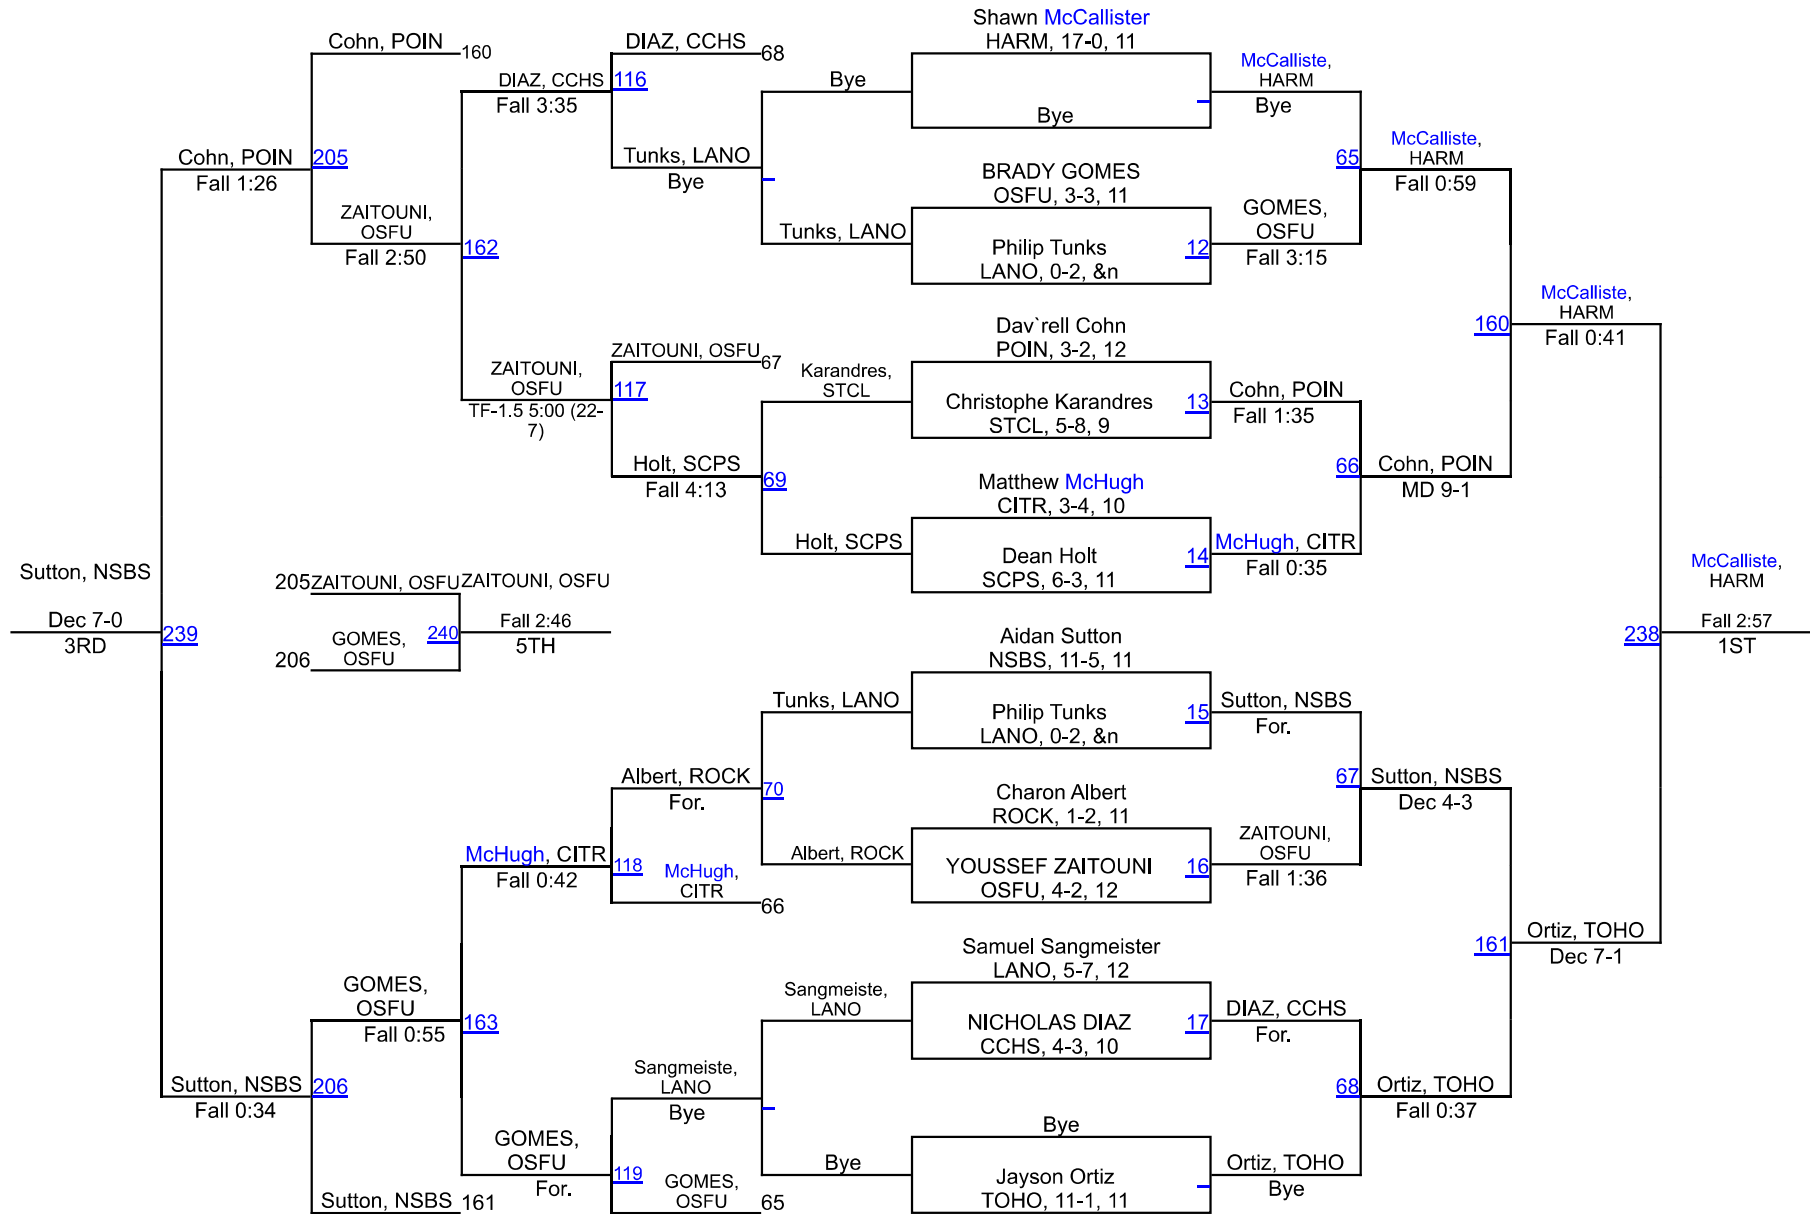 Shawn McCallister
HARM, 17-0, 11
Cohn, POIN
160
DIAZ, CCHS
68
DIAZ, CCHS
116
Fall 3:35
Bye
McCalliste,
HARM
Bye
Bye
Cohn, POIN
205
Fall 1:26
Tunks, LANO
Bye
BRADY GOMES
OSFU, 3-3, 11
65
McCalliste,
HARM
Fall 0:59
ZAITOUNI,
OSFU
Fall 2:50
162
Tunks, LANO
Philip Tunks
LANO, 0-2, &n
12
GOMES,
OSFU
Fall 3:15
Dav`rell Cohn
POIN, 3-2, 12
160
McCalliste,
HARM
Fall 0:41
ZAITOUNI,
OSFU
TF-1.5 5:00 (22-
7)
117
ZAITOUNI, OSFU
67
Karandres,
STCL
Christophe Karandres
STCL, 5-8, 9
13
Cohn, POIN
Fall 1:35
Holt, SCPS
Fall 4:13
69
Matthew McHugh
CITR, 3-4, 10
66
Cohn, POIN
MD 9-1
Holt, SCPS
Dean Holt
SCPS, 6-3, 11
14
McHugh, CITR
Fall 0:35
Sutton, NSBS
Dec 7-0
3RD
239
205
ZAITOUNI, OSFU
ZAITOUNI, OSFU
GOMES,
OSFU
206
240
Fall 2:46
5TH
238
McCalliste,
HARM
Fall 2:57
1ST
Aidan Sutton
NSBS, 11-5, 11
Tunks, LANO
Philip Tunks
LANO, 0-2, &n
15
Sutton, NSBS
For.
Albert, ROCK
For.
70
Charon Albert
ROCK, 1-2, 11
67
Sutton, NSBS
Dec 4-3
McHugh, CITR
Fall 0:42
118
McHugh,
CITR
66
Albert, ROCK
YOUSSEF ZAITOUNI
OSFU, 4-2, 12
16
ZAITOUNI,
OSFU
Fall 1:36
Samuel Sangmeister
LANO, 5-7, 12
161
Ortiz, TOHO
Dec 7-1
GOMES,
OSFU
Fall 0:55
163
Sangmeiste,
LANO
NICHOLAS DIAZ
CCHS, 4-3, 10
17
DIAZ, CCHS
For.
Sutton, NSBS
Fall 0:34
206
Sangmeiste,
LANO
Bye
Bye
68
Ortiz, TOHO
Fall 0:37
GOMES,
OSFU
For.
119
GOMES,
OSFU
65
Bye
Jayson Ortiz
TOHO, 11-1, 11
Ortiz, TOHO
Bye
Sutton, NSBS
161